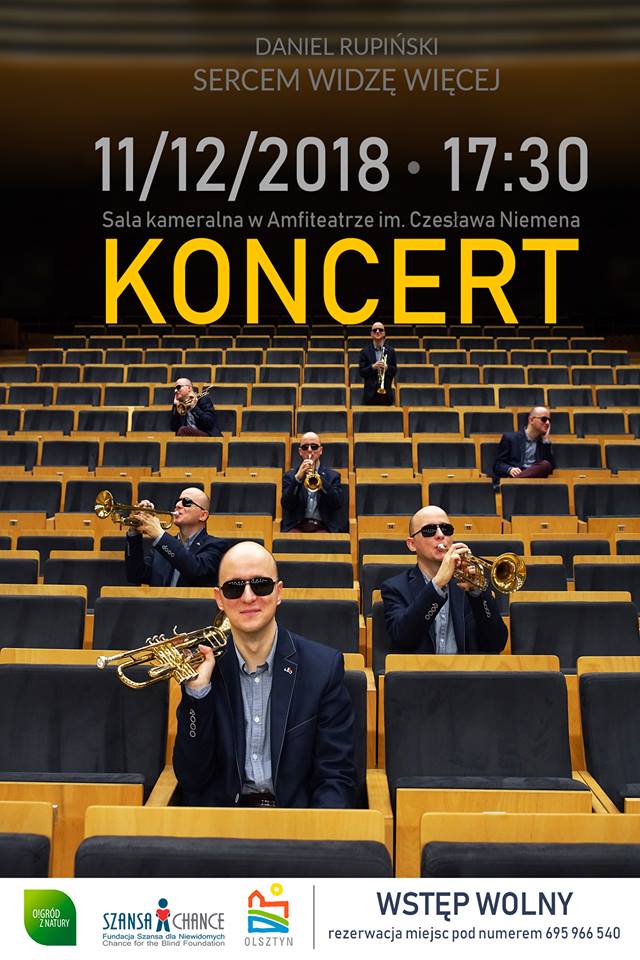 DANIEL RUPIŃSKI
SERCEM WIDZĘ WIĘCEJ
11/12/2018 • 17:30
Sala kameralna w Amfiteatrze im. Czesława Niemena
KONCERT
O!GRÓD
Z NATURY
SZANSA CHANCE
Fundacja Szansa dla Niewidomych
Chance for the Blind Foundation
OLSZTYN
WSTĘP WOLNY
rezerwacja miejsc pod numerem 695 966 540